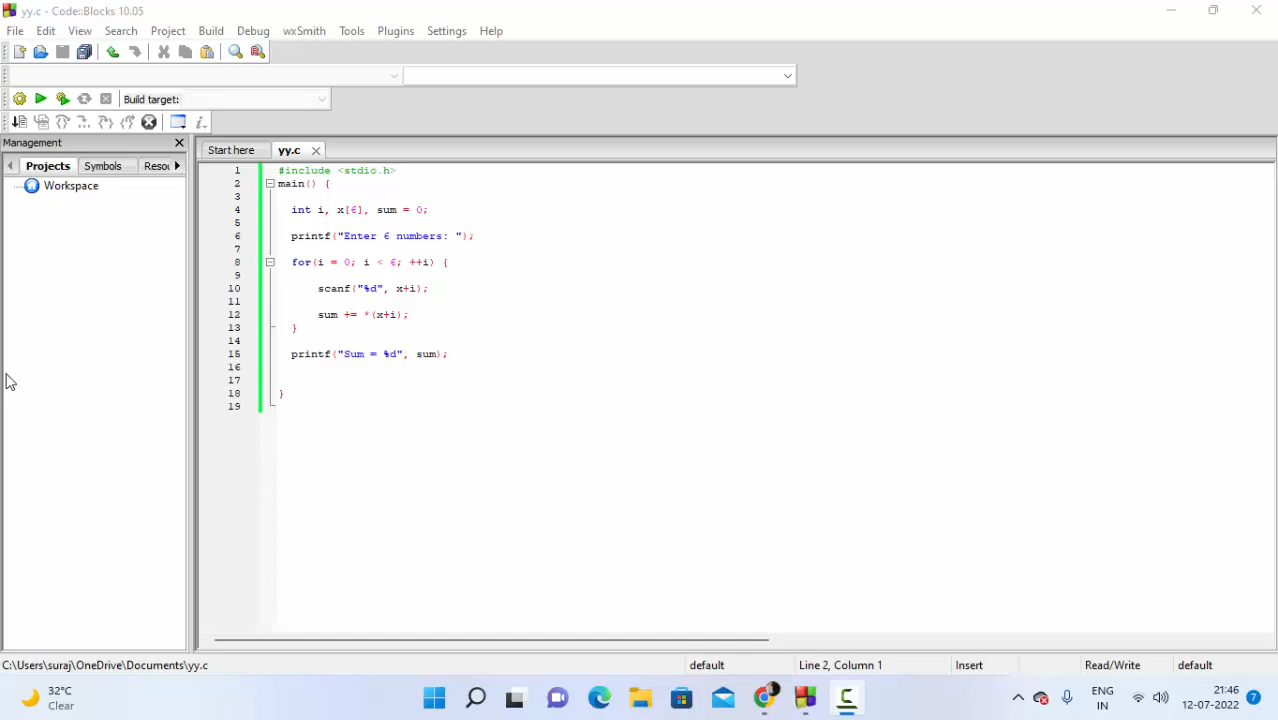 yy.c - Code::Blocks 10.05
File Edit View Search Project Build Debug wxSmith Tools Plugins Settings Help
Build target:
Management
Projects Symbols Resou
Workspace
Start here yy.c
1 #include <stdio.h>
2 main() {
3
4 int i, x[6], sum = 0;
5
6 printf("Enter 6 numbers: ");
7
8 for(i = 0; i < 6; ++i) {
9
10 scanf("%d", x+i);
11
12 sum += *(x+i);
13 }
14
15 printf("Sum = %d", sum);
16
17
18 }
19
C:\Users\suraj\OneDrive\Documents\yy.c default Line 2, Column 1 Insert Read/Write default
32°C
Clear
ENG
IN
21:46
12-07-2022
7